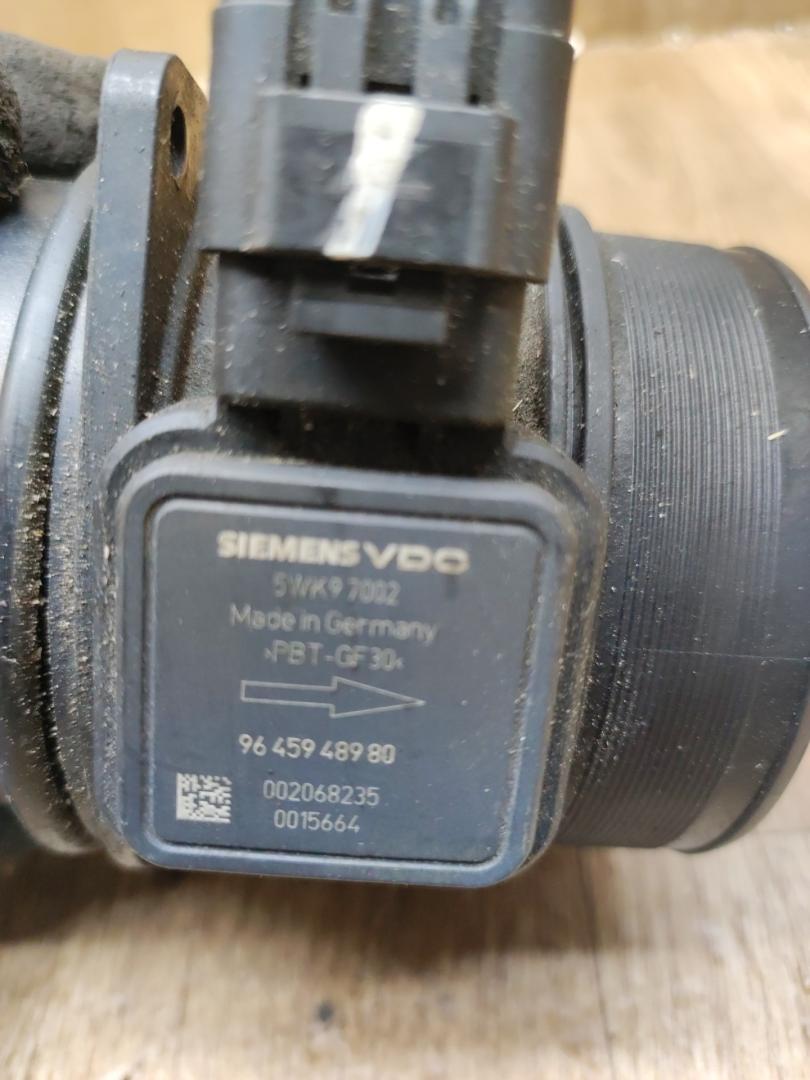 SIEMENS VDO
5WK9 7002
Made in Germany
>PBT-GF30<
96 459 489 80
002068235
0015664